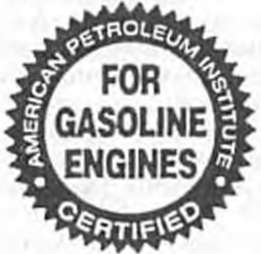 AMERICAN PETROLEUM INSTITUTE
FOR
GASOLINE
ENGINES
CERTIFIED